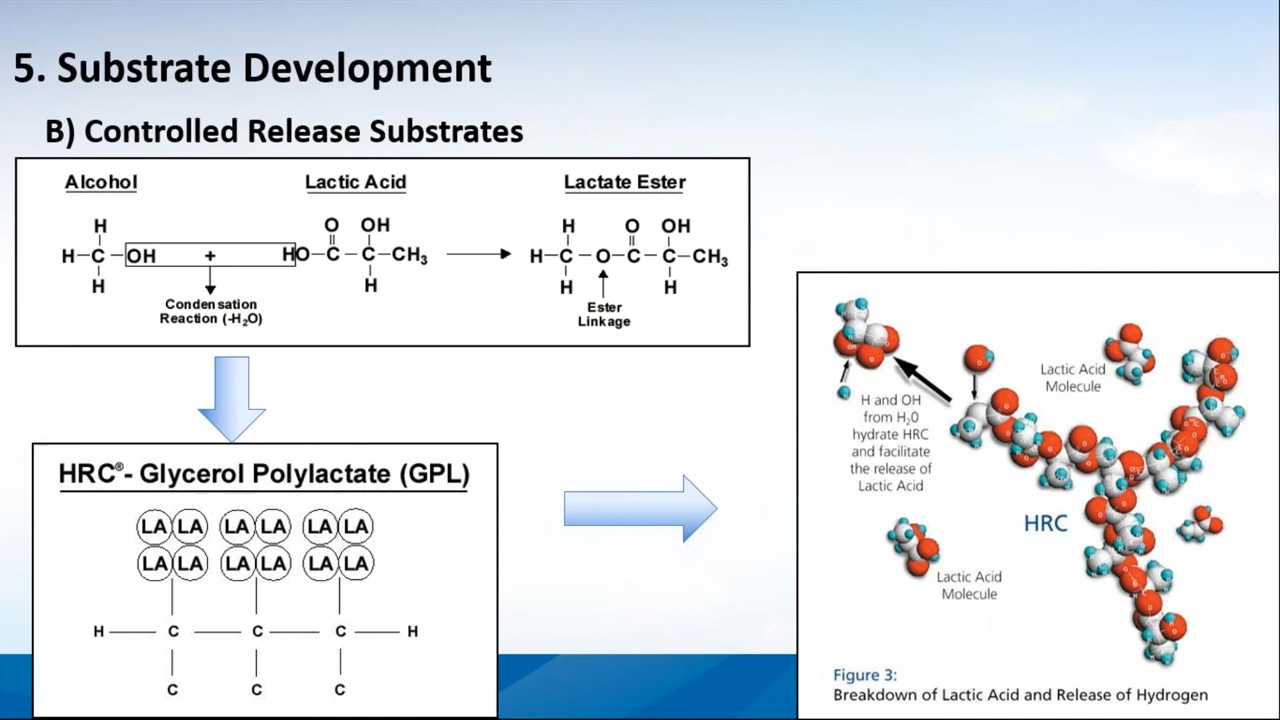 5. Substrate Development
B) Controlled Release Substrates
Alcohol Lactic Acid Lactate Ester
H O OH H O OH
H-C-OH + HO-C-C-CH3 H-C-O-C-C-CH3
H H H H
Condensation
Reaction (-H2O)
Ester
Linkage
HRC®- Glycerol Polylactate (GPL)
LA LA LA LA LA LA
LA LA LA LA LA LA
H C C C H
C C C
Lactic Acid
Molecule
H and OH
from H20
hydrate HRC
and facilitate
the release of
Lactic Acid
HRC
Lactic Acid
Molecule
Figure 3:
Breakdown of Lactic Acid and Release of Hydrogen